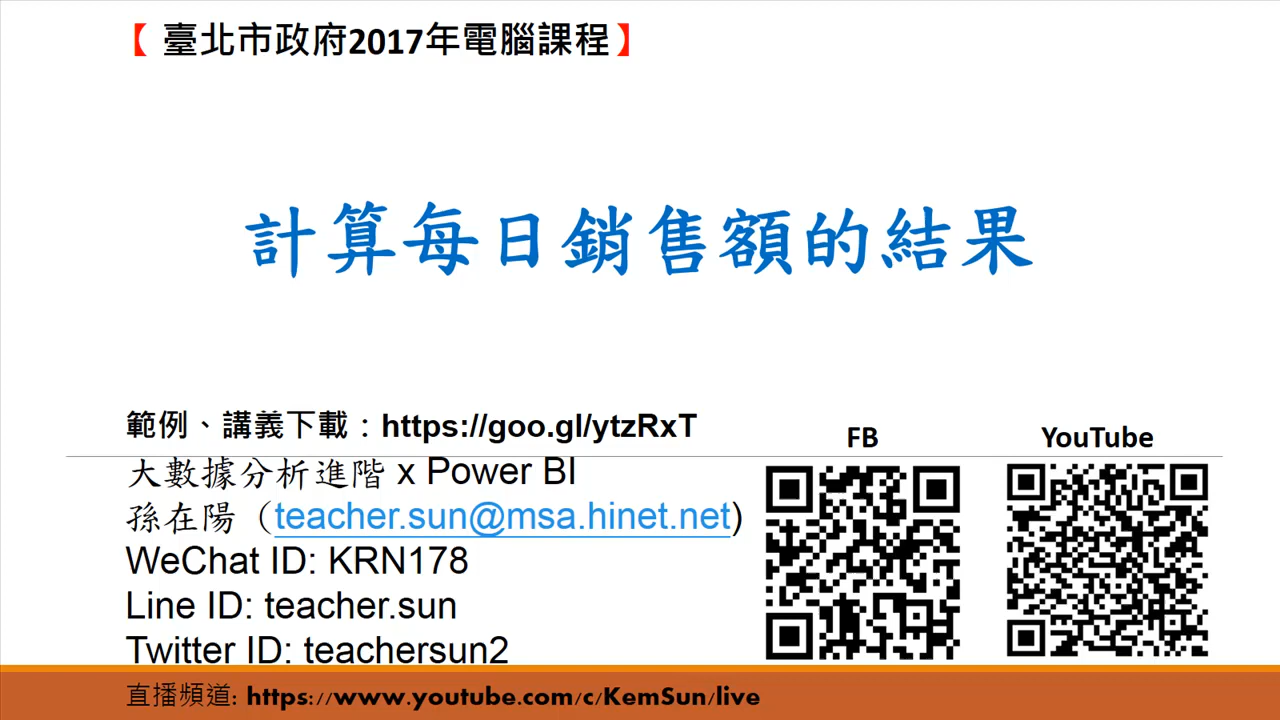 【 臺北市政府2017年電腦課程】
計算每日銷售額的結果
範例、講義下載：https://goo.gl/ytzRxT
大數據分析進階 x Power BI
孫在陽（teacher.sun@msa.hinet.net)
WeChat ID: KRN178
Line ID: teacher.sun
Twitter ID: teachersun2
FB
YouTube
直播頻道: https://www.youtube.com/c/KemSun/live